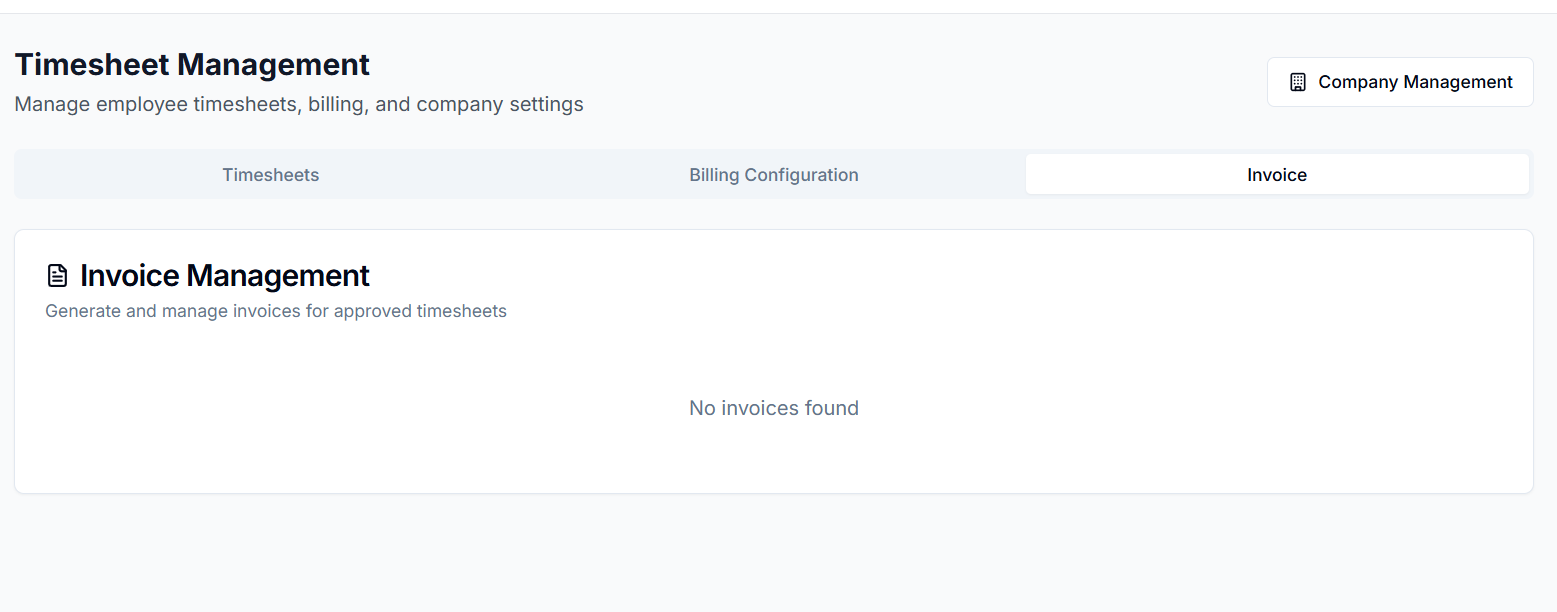 Timesheet Management
Manage employee timesheets, billing, and company settings
Company Management
Timesheets
Billing Configuration
Invoice
Invoice Management
Generate and manage invoices for approved timesheets
No invoices found